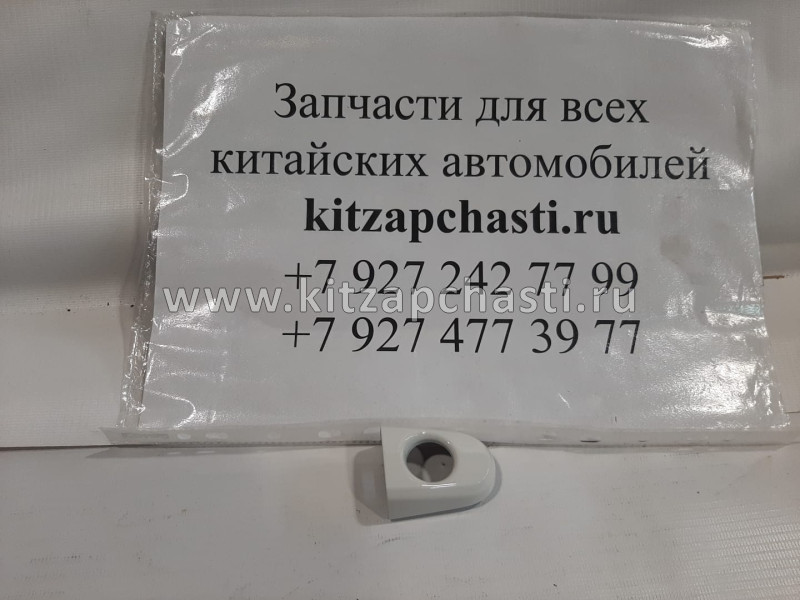 Запчасти для всех
китайских автомобилей
kitzapchasti.ru
+7 927 242 77 99
www.kitzapchasti.ru
+7 927 477 39 77